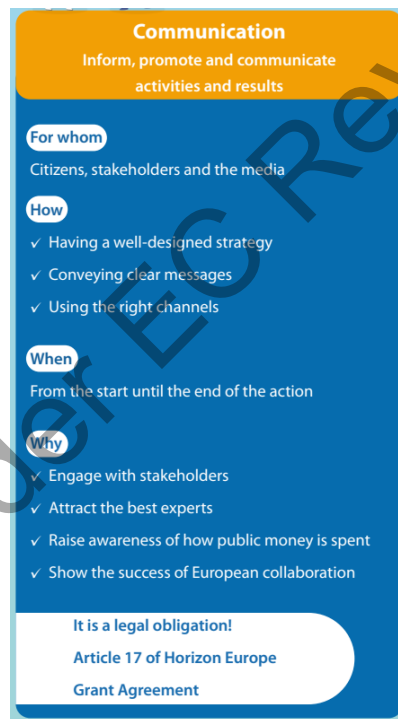 Communication
Inform, promote and communicate
activities and results
For whom
Citizens, stakeholders and the media
How
✓ Having a well-designed strategy
✓ Conveying clear messages
✓ Using the right channels
When
From the start until the end of the action
Why
✓ Engage with stakeholders
✓ Attract the best experts
✓ Raise awareness of how public money is spent
✓ Show the success of European collaboration
It is a legal obligation!
Article 17 of Horizon Europe
Grant Agreement
der EC Rev